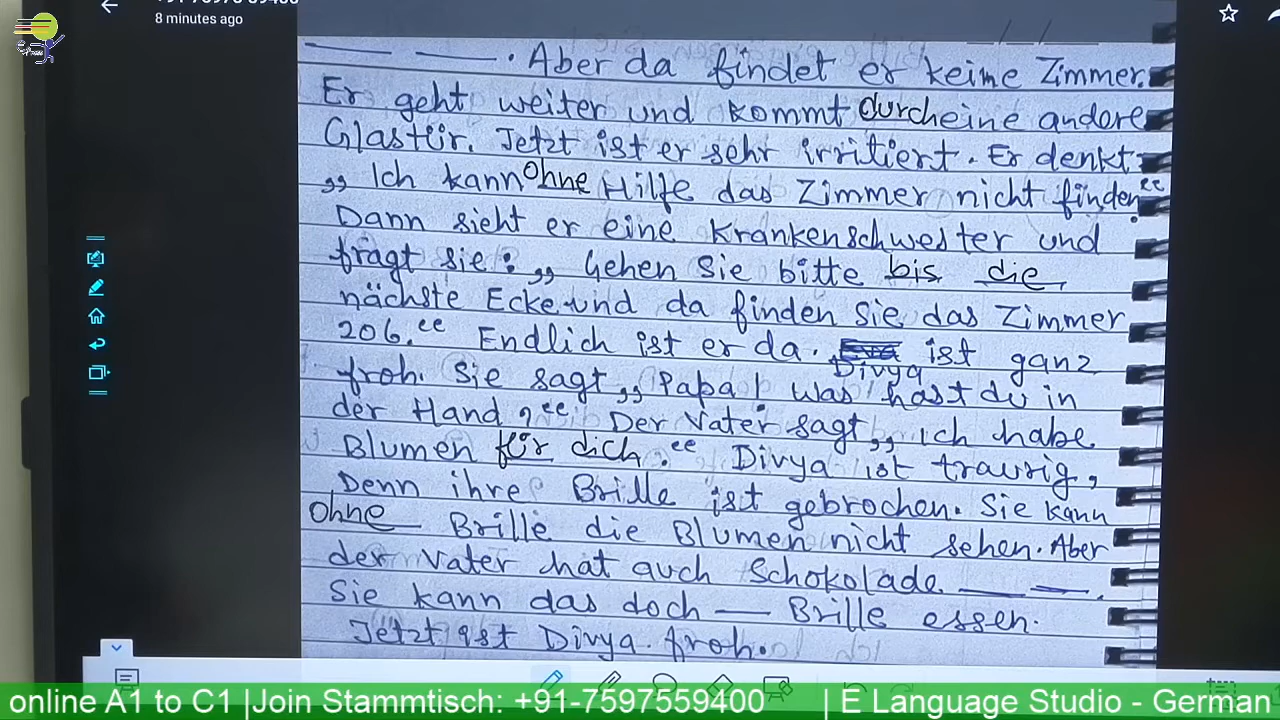 8 minutes ago
___ ___. Aber da findet er keine Zimmer.
Er geht weiter und kommt durch eine andere
Glastür. Jetzt ist er sehr irritiert. Er denkt:
„ Ich kann ohne Hilfe das Zimmer nicht finden“.
Dann sieht er eine Krankenschwester und
fragt sie: „ Gehen Sie bitte bis die
nächste Ecke und da finden Sie das Zimmer
206.“ Endlich ist er da. Divya ist ganz
froh. Sie sagt „ Papa! Was hast du in
der Hand ?“ Der Vater sagt „ ich habe
Blumen für dich.“ Divya ist traurig,
Denn ihre Brille ist gebrochen. Sie kann
ohne Brille die Blumen nicht sehen. Aber
der Vater hat auch Schokolade ___ ___.
Sie kann das doch ___ Brille essen.
Jetzt ist Divya froh.
online A1 to C1 |Join Stammtisch: +91-7597559400 | E Language Studio - German